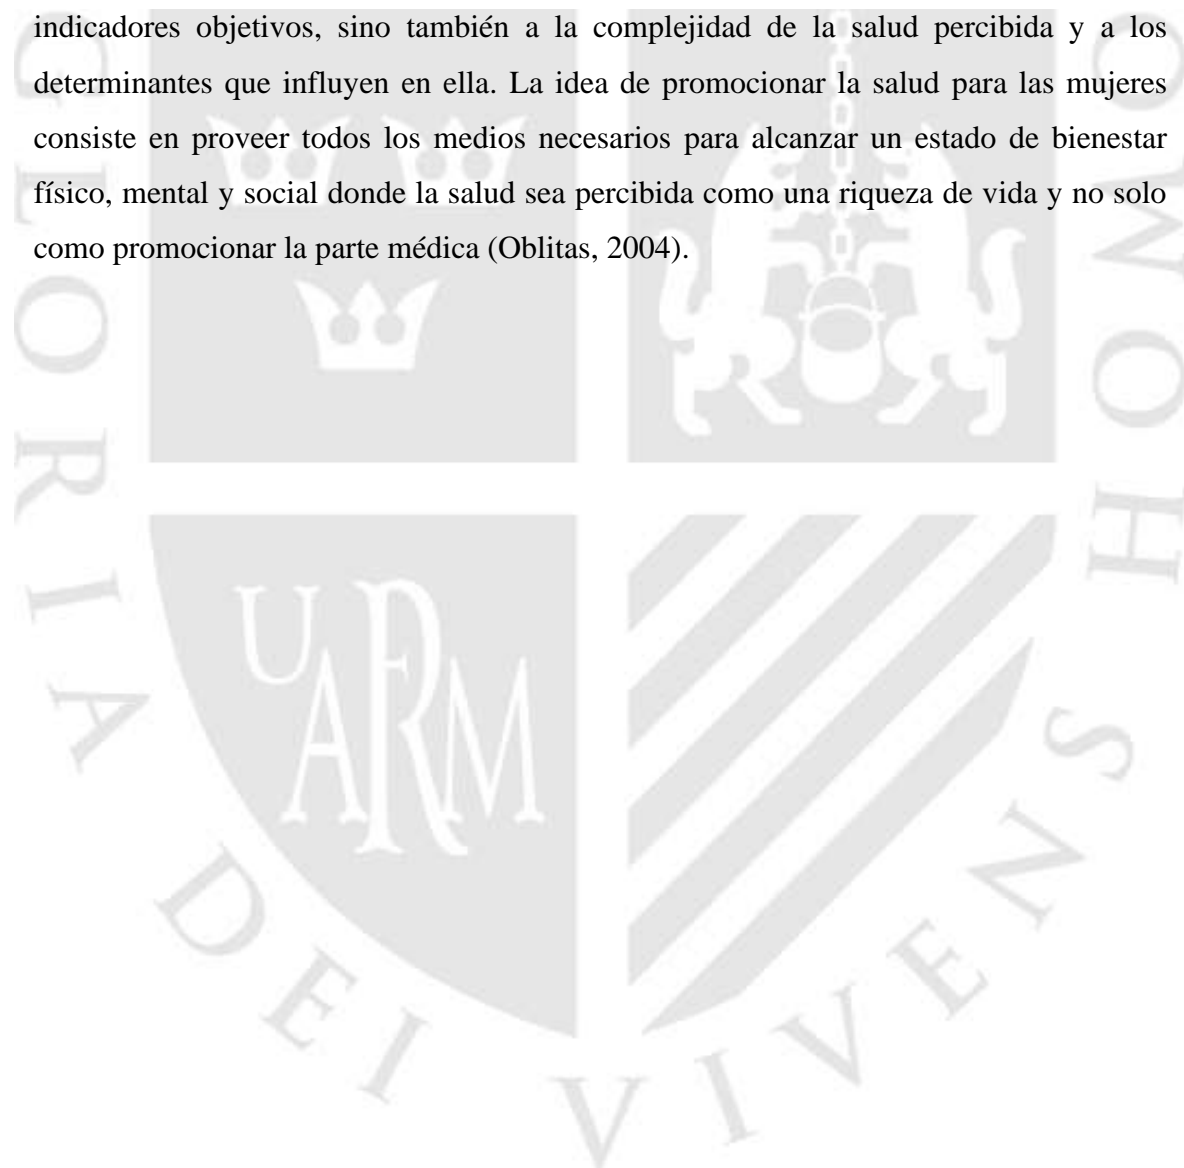 indicadores objetivos, sino también a la complejidad de la salud percibida y a los
determinantes que influyen en ella. La idea de promocionar la salud para las mujeres
consiste en proveer todos los medios necesarios para alcanzar un estado de bienestar
físico, mental y social donde la salud sea percibida como una riqueza de vida y no solo
como promocionar la parte médica (Oblitas, 2004).
GLORIA DEI VIVENS HOMO
UARM